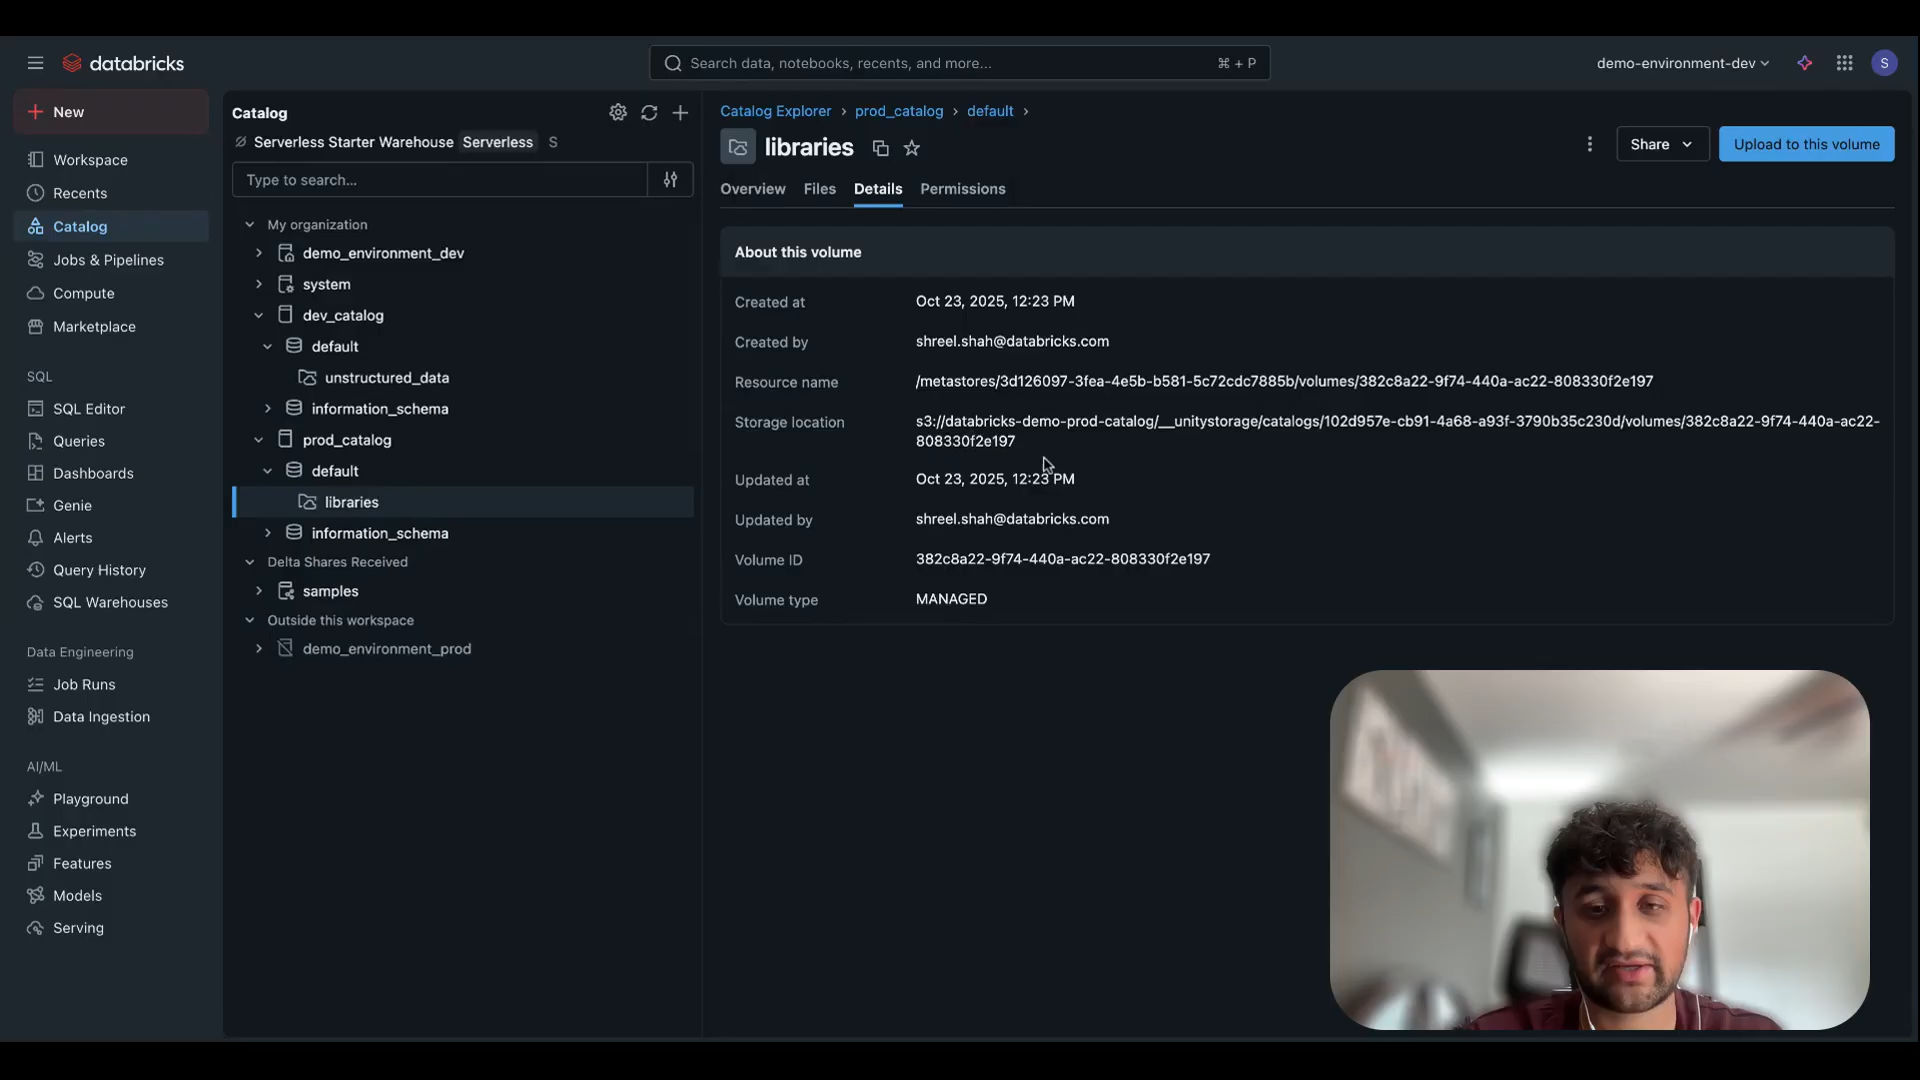 databricks
Search data, notebooks, recents, and more...
⌘ + P
demo-environment-dev
S
New
Workspace
Recents
Catalog
Jobs & Pipelines
Compute
Marketplace
SQL
SQL Editor
Queries
Dashboards
Genie
Alerts
Query History
SQL Warehouses
Data Engineering
Job Runs
Data Ingestion
AI/ML
Playground
Experiments
Features
Models
Serving
Catalog
Serverless Starter Warehouse Serverless S
Type to search...
My organization
demo_environment_dev
system
dev_catalog
default
unstructured_data
information_schema
prod_catalog
default
libraries
information_schema
Delta Shares Received
samples
Outside this workspace
demo_environment_prod
Catalog Explorer › prod_catalog › default ›
libraries
Share
Upload to this volume
Overview Files Details Permissions
About this volume
Created at Oct 23, 2025, 12:23 PM
Created by shreel.shah@databricks.com
Resource name /metastores/3d126097-3fea-4e5b-b581-5c72cdc7885b/volumes/382c8a22-9f74-440a-ac22-808330f2e197
Storage location s3://databricks-demo-prod-catalog/__unitystorage/catalogs/102d957e-cb91-4a68-a93f-3790b35c230d/volumes/382c8a22-9f74-440a-ac22-
808330f2e197
Updated at Oct 23, 2025, 12:23 PM
Updated by shreel.shah@databricks.com
Volume ID 382c8a22-9f74-440a-ac22-808330f2e197
Volume type MANAGED